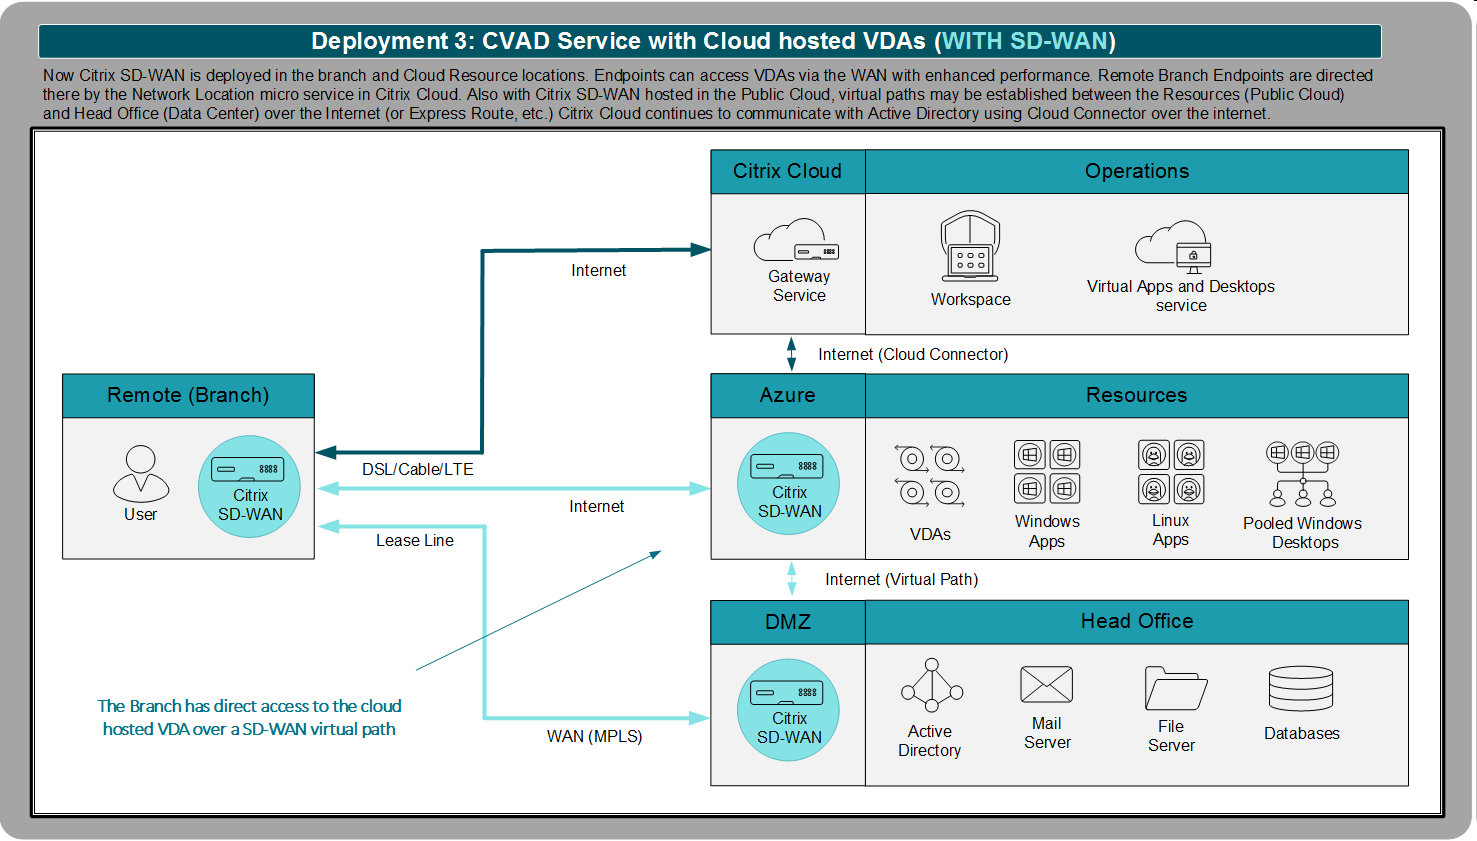 Deployment 3: CVAD Service with Cloud hosted VDAs (WITH SD-WAN)
Now Citrix SD-WAN is deployed in the branch and Cloud Resource locations. Endpoints can access VDAs via the WAN with enhanced performance. Remote Branch Endpoints are directed
there by the Network Location micro service in Citrix Cloud. Also with Citrix SD-WAN hosted in the Public Cloud, virtual paths may be established between the Resources (Public Cloud)
and Head Office (Data Center) over the Internet (or Express Route, etc.) Citrix Cloud continues to communicate with Active Directory using Cloud Connector over the internet.
Citrix Cloud
Operations
Gateway
Service
Workspace
Virtual Apps and Desktops
service
Internet
Internet (Cloud Connector)
Remote (Branch)
User
Citrix
SD-WAN
DSL/Cable/LTE
Internet
Lease Line
Azure
Resources
Citrix
SD-WAN
VDAs
Windows
Apps
Linux
Apps
Pooled Windows
Desktops
Internet (Virtual Path)
DMZ
Head Office
Citrix
SD-WAN
Active
Directory
Mail
Server
File
Server
Databases
The Branch has direct access to the cloud
hosted VDA over a SD-WAN virtual path
WAN (MPLS)